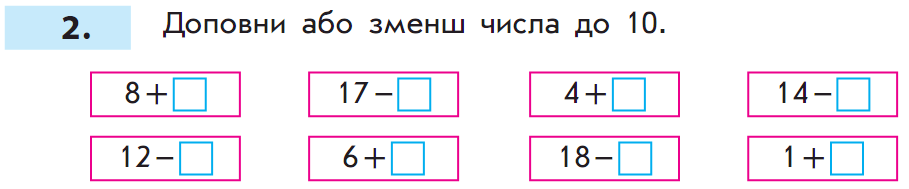 2. Доповни або зменш числа до 10.
8+□ 17−□ 4+□ 14−□
12−□ 6+□ 18−□ 1+□